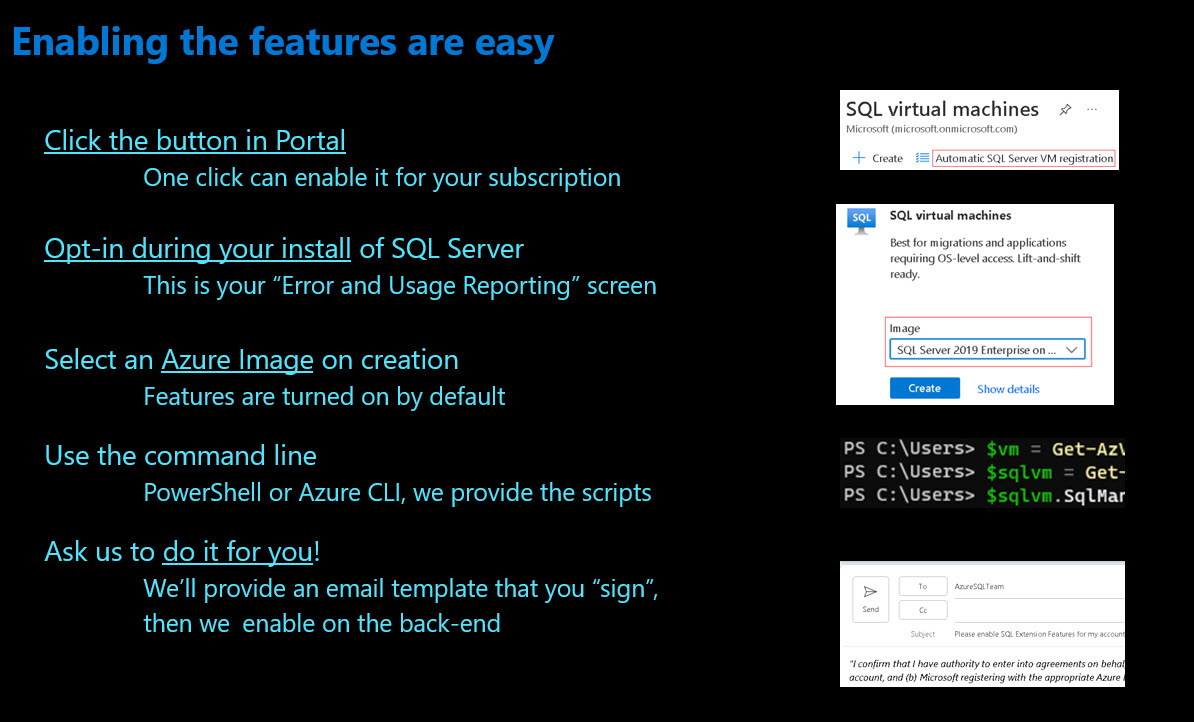 Enabling the features are easy
Click the button in Portal
One click can enable it for your subscription
Opt-in during your install of SQL Server
This is your “Error and Usage Reporting” screen
Select an Azure Image on creation
Features are turned on by default
Use the command line
PowerShell or Azure CLI, we provide the scripts
Ask us to do it for you!
We’ll provide an email template that you “sign”,
then we  enable on the back-end
SQL virtual machines
Microsoft (microsoft.onmicrosoft.com)
Create
Automatic SQL Server VM registration
SQL
SQL virtual machines
Best for migrations and applications
requiring OS-level access. Lift-and-shift
ready.
Image
SQL Server 2019 Enterprise on ...
Create
Show details
PS C:\Users> $vm = Get-AzV
PS C:\Users> $sqlvm = Get-
PS C:\Users> $sqlvm.SqlMan
Send
To
AzureSQLTeam
Cc
Subject
Please enable SQL Extension Features for my account
"I confirm that I have authority to enter into agreements on behal
account, and (b) Microsoft registering with the appropriate Azure